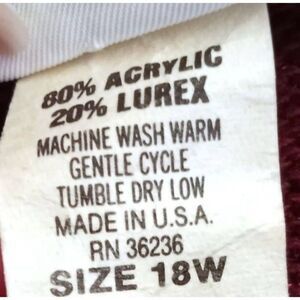 80% ACRYLIC
20% LUREX
MACHINE WASH WARM
GENTLE CYCLE
TUMBLE DRY LOW
MADE IN U.S.A.
RN 36236
SIZE 18W